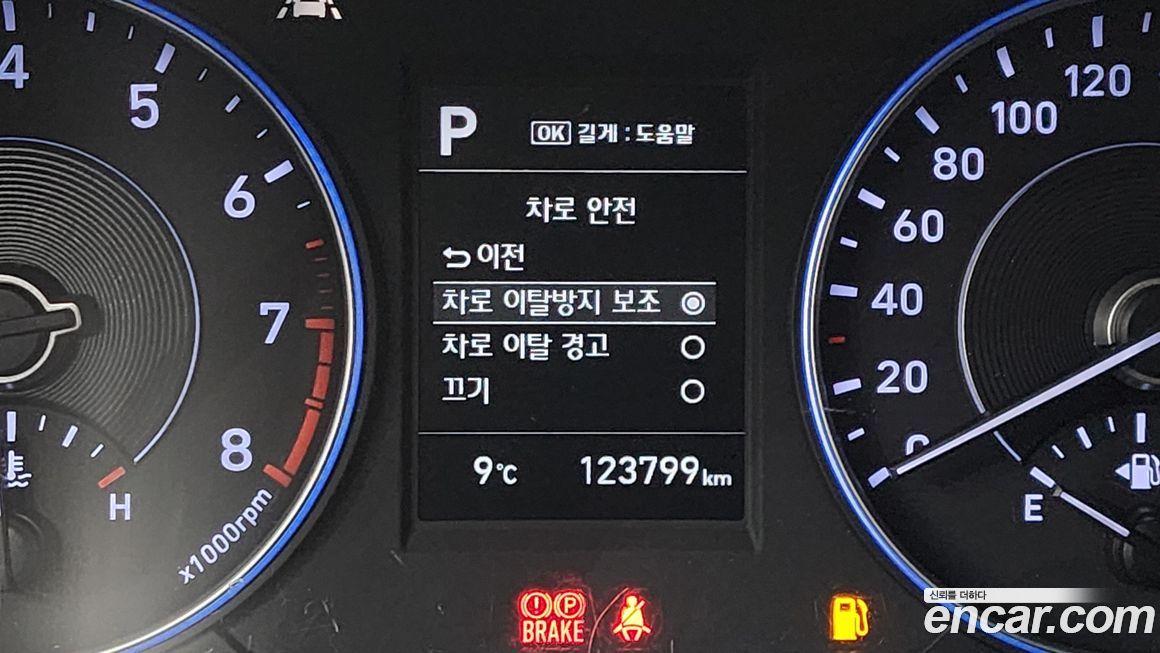 P
OK 길게 : 도움말
차로 안전
이전
차로 이탈방지 보조
차로 이탈 경고
끄기
9℃ 123799km
4
5
6
7
8
x1000rpm
H
120
100
80
60
40
20
0
E
BRAKE
신뢰를 더하다
encar.com